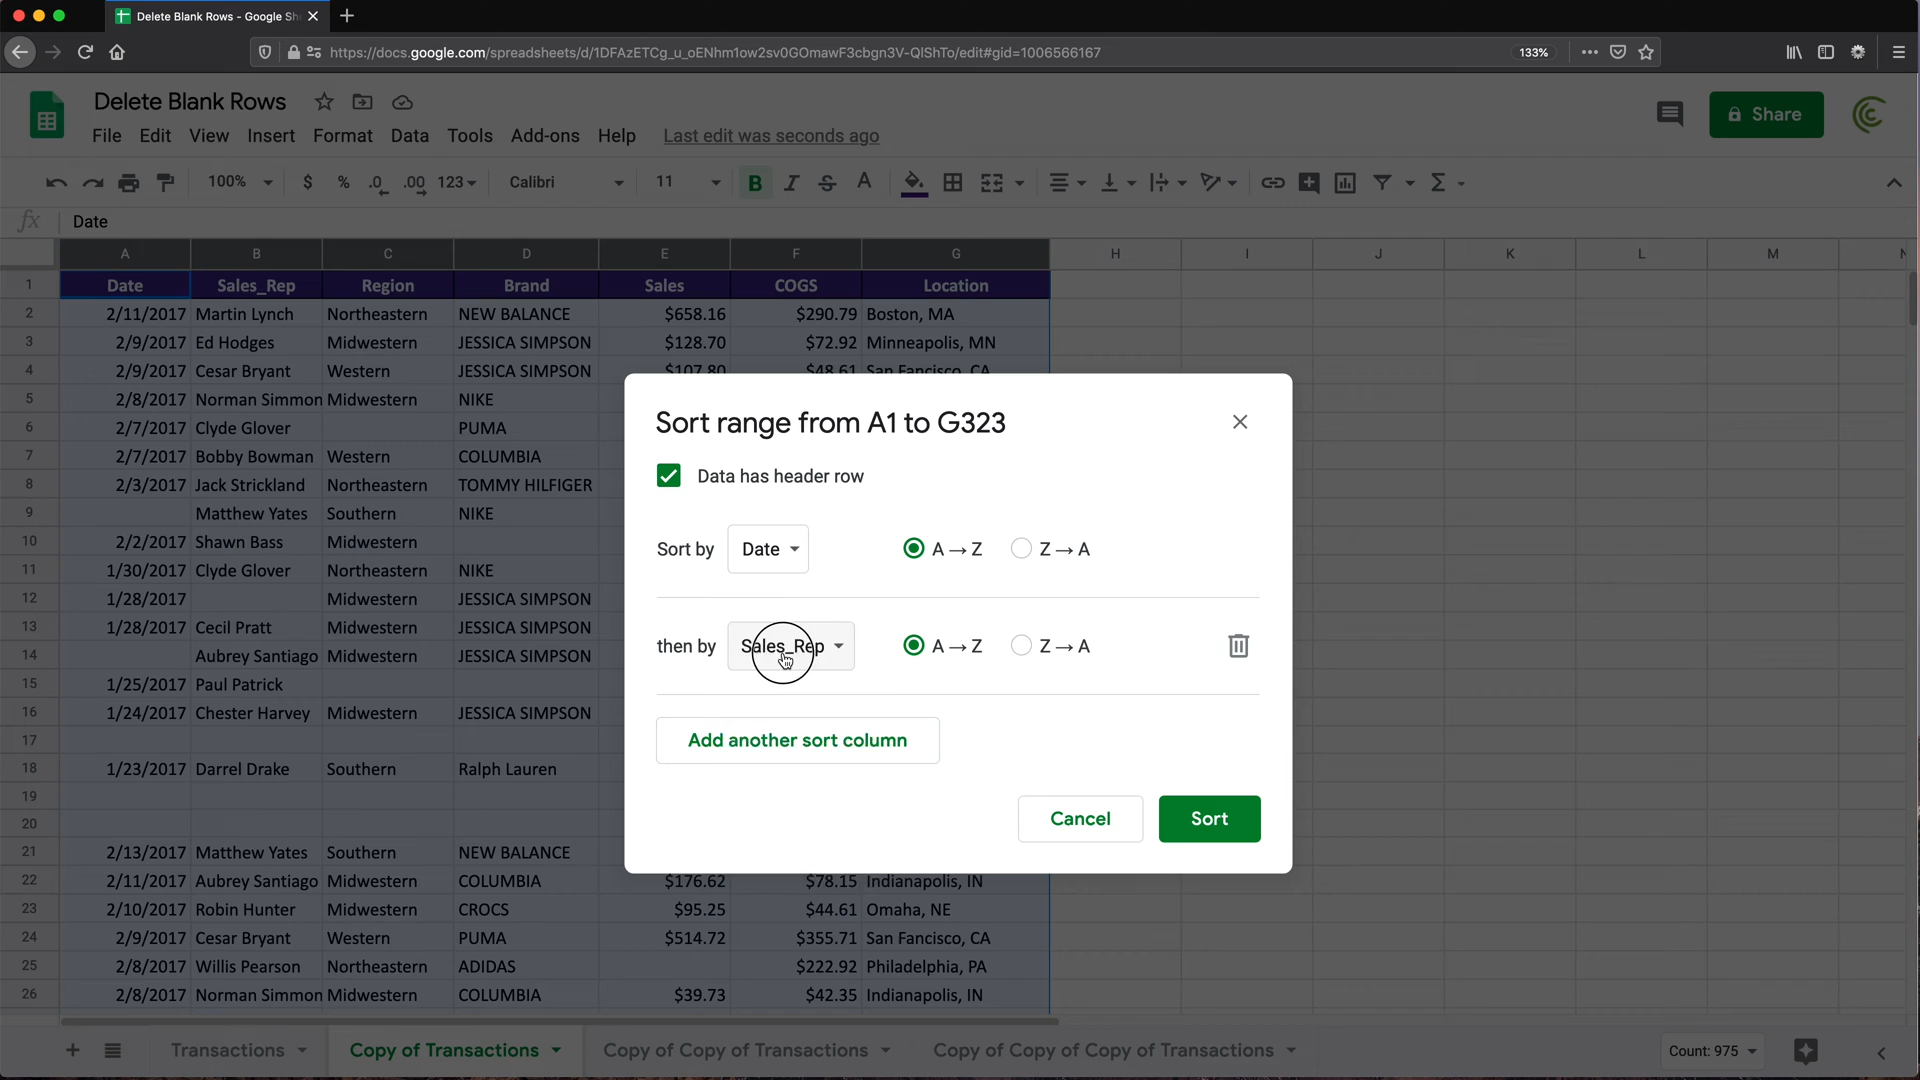 Delete Blank Rows - Google Sh
https://docs.google.com/spreadsheets/d/1DFAzETCg_u_oENhm1ow2sv0GOmawF3cbgn3V-QlShTo/edit#gid=1006566167
133%
Delete Blank Rows
File Edit View Insert Format Data Tools Add-ons Help Last edit was seconds ago
Share
100% $ % .0 .00 123 Calibri 11 B I S A Σ
fx Date
A B C D E F G H I J K L M N
1 Date Sales_Rep Region Brand Sales COGS Location
2 2/11/2017 Martin Lynch Northeastern NEW BALANCE $658.16 $290.79 Boston, MA
3 2/9/2017 Ed Hodges Midwestern JESSICA SIMPSON $128.70 $72.92 Minneapolis, MN
4 2/9/2017 Cesar Bryant Western JESSICA SIMPSON $107.80 $48.61 San Fancisco, CA
5 2/8/2017 Norman Simmon Midwestern NIKE
6 2/7/2017 Clyde Glover PUMA
7 2/7/2017 Bobby Bowman Western COLUMBIA
8 2/3/2017 Jack Strickland Northeastern TOMMY HILFIGER
9 Matthew Yates Southern NIKE
10 2/2/2017 Shawn Bass Midwestern
11 1/30/2017 Clyde Glover Northeastern NIKE
12 1/28/2017 Midwestern JESSICA SIMPSON
13 1/28/2017 Cecil Pratt Midwestern JESSICA SIMPSON
14 Aubrey Santiago Midwestern JESSICA SIMPSON
15 1/25/2017 Paul Patrick
16 1/24/2017 Chester Harvey Midwestern JESSICA SIMPSON
17
18 1/23/2017 Darrel Drake Southern Ralph Lauren
19
20
21 2/13/2017 Matthew Yates Southern NEW BALANCE
22 2/11/2017 Aubrey Santiago Midwestern COLUMBIA $176.62 $78.15 Indianapolis, IN
23 2/10/2017 Robin Hunter Midwestern CROCS $95.25 $44.61 Omaha, NE
24 2/9/2017 Cesar Bryant Western PUMA $514.72 $355.71 San Fancisco, CA
25 2/8/2017 Willis Pearson Northeastern ADIDAS $222.92 Philadelphia, PA
26 2/8/2017 Norman Simmon Midwestern COLUMBIA $39.73 $42.35 Indianapolis, IN
Sort range from A1 to G323
Data has header row
Sort by Date A → Z Z → A
then by Sales_Rep A → Z Z → A
Add another sort column
Cancel Sort
Transactions Copy of Transactions Copy of Copy of Transactions Copy of Copy of Copy of Transactions Count: 975